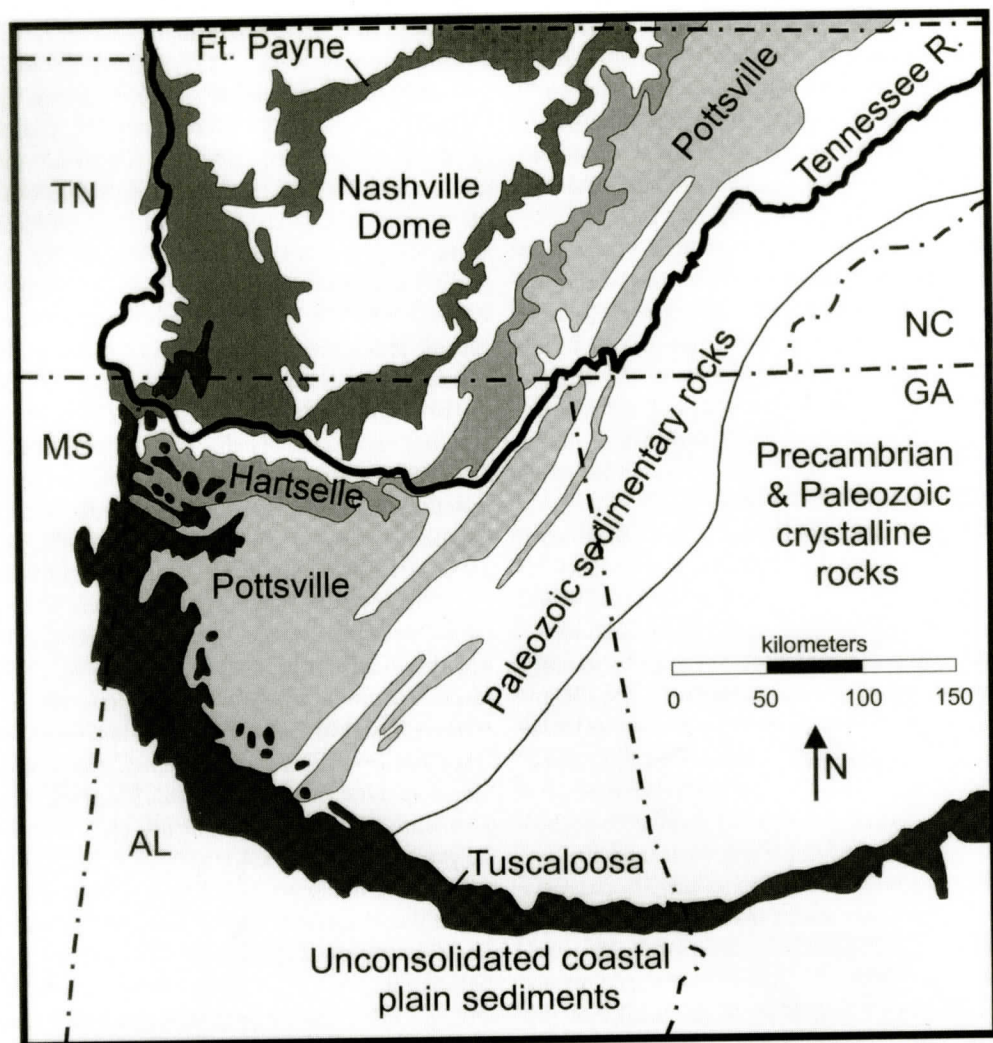 Ft. Payne
Pottsville
Tennessee R.
TN
Nashville
Dome
NC
GA
MS
Hartselle
Paleozoic sedimentary rocks
Precambrian
& Paleozoic
crystalline
rocks
Pottsville
kilometers
0 50 100 150
N
AL
Tuscaloosa
Unconsolidated coastal
plain sediments